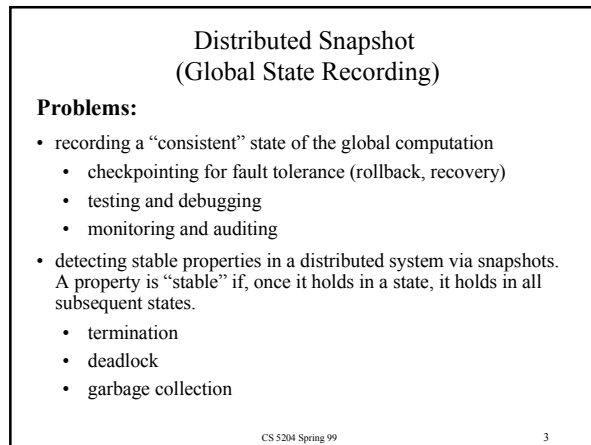 Distributed Snapshot
(Global State Recording)
Problems:
• recording a “consistent” state of the global computation
• checkpointing for fault tolerance (rollback, recovery)
• testing and debugging
• monitoring and auditing
• detecting stable properties in a distributed system via snapshots.
A property is “stable” if, once it holds in a state, it holds in all
subsequent states.
• termination
• deadlock
• garbage collection
CS 5204 Spring 99
3